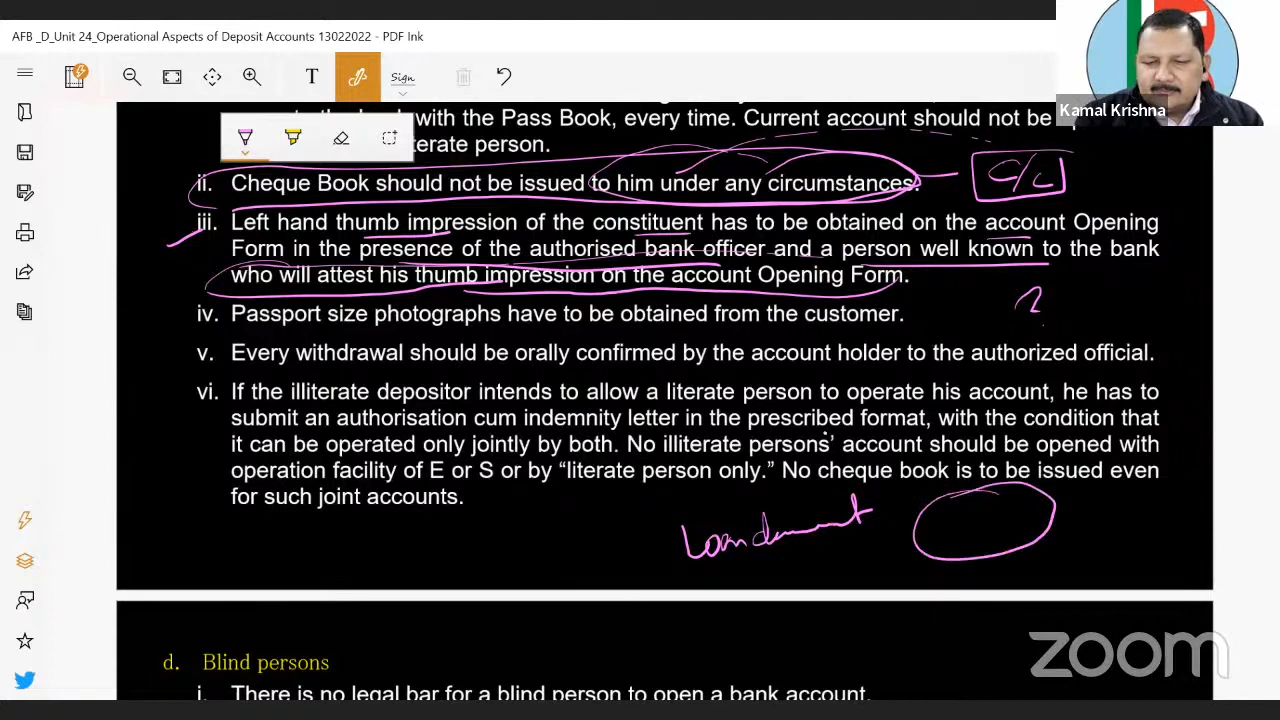 AFB _D_Unit 24_Operational Aspects of Deposit Accounts 13022022 - PDF Ink
T
Sign
Kamal Krishna
with the Pass Book, every time. Current account should not be
terate person.
ii. Cheque Book should not be issued to him under any circumstances.
C/C
iii. Left hand thumb impression of the constituent has to be obtained on the account Opening
Form in the presence of the authorised bank officer and a person well known to the bank
who will attest his thumb impression on the account Opening Form.
iv. Passport size photographs have to be obtained from the customer.
v. Every withdrawal should be orally confirmed by the account holder to the authorized official.
vi. If the illiterate depositor intends to allow a literate person to operate his account, he has to
submit an authorisation cum indemnity letter in the prescribed format, with the condition that
it can be operated only jointly by both. No illiterate persons’ account should be opened with
operation facility of E or S or by “literate person only.” No cheque book is to be issued even
for such joint accounts.
zoom
d. Blind persons
i. There is no legal bar for a blind person to open a bank account.